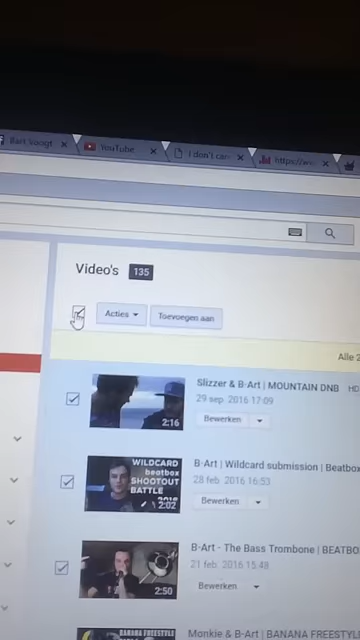 Bart Voogt
YouTube
I don't care
Video's 135
Acties
Toevoegen aan
Alle 2
Slizzer & B-Art | MOUNTAIN DNB HD
29 sep. 2016 17:09
2:16
Bewerken
WILDCARD
beatbox
SHOOTOUT
BATTLE
2016
2:02
B-Art | Wildcard submission | Beatbox
28 feb. 2016 16:53
Bewerken
B-Art - The Bass Trombone | BEATBO
21 feb. 2016 15:48
2:50
Bewerken
BANANA FREESTYLE
Monkie & B-Art | BANANA FREESTYL